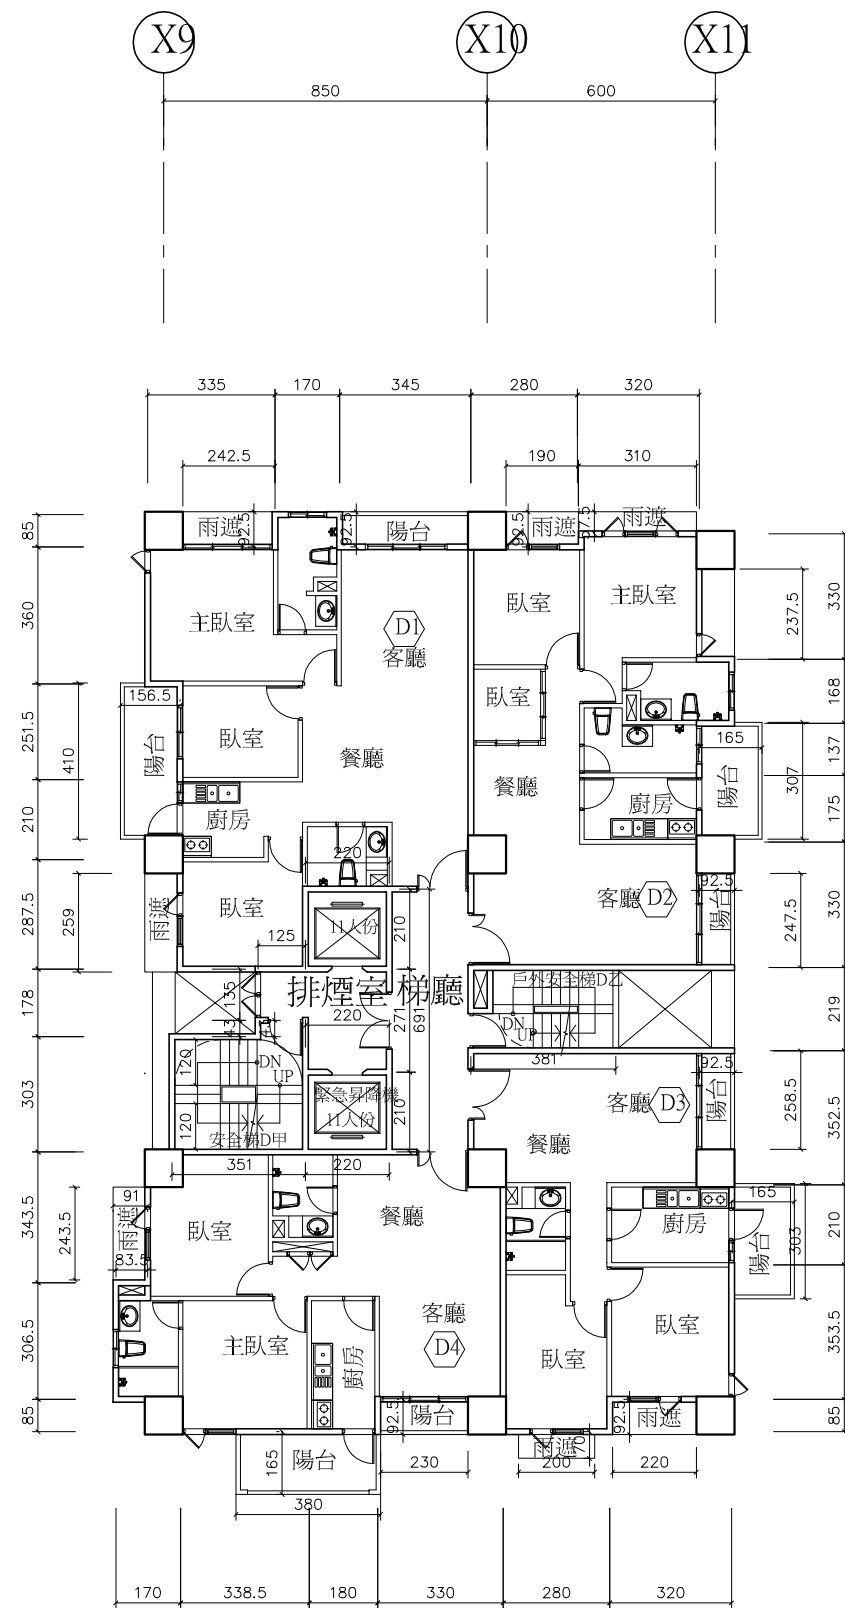 X9 X10 X11
850 600
335 170 345 280 320
242.5 190 310
85 雨遮 92.5 92.5 陽台 92.5 雨遮 雨遮
360 主臥室 D1 臥室 主臥室 237.5 330
客廳
156.5 臥室 168
251.5 410 陽台 臥室 餐廳 165 137
餐廳 陽台 307
210 廚房 廚房 175
220
287.5 259 雨遮 臥室 11人份 210 客廳 D2 92.5 陽台 247.5 330
125
178 135 排煙室 梯廳 戶外安全梯D乙 219
43 220 271 691 DN UP
381
303 120 DN UP 92.5
緊急昇降機 客廳 D3 陽台 258.5 352.5
120 安全梯D甲 11人份 210 餐廳
351 220
343.5 243.5 91 雨遮 臥室 餐廳 廚房 165 210
83.5 陽台 303
306.5 主臥室 客廳 臥室 353.5
廚房 D4 臥室
85 92.5 陽台 92.5 雨遮 85
165 陽台 雨遮 70
230 200 220
380
170 338.5 180 330 280 320